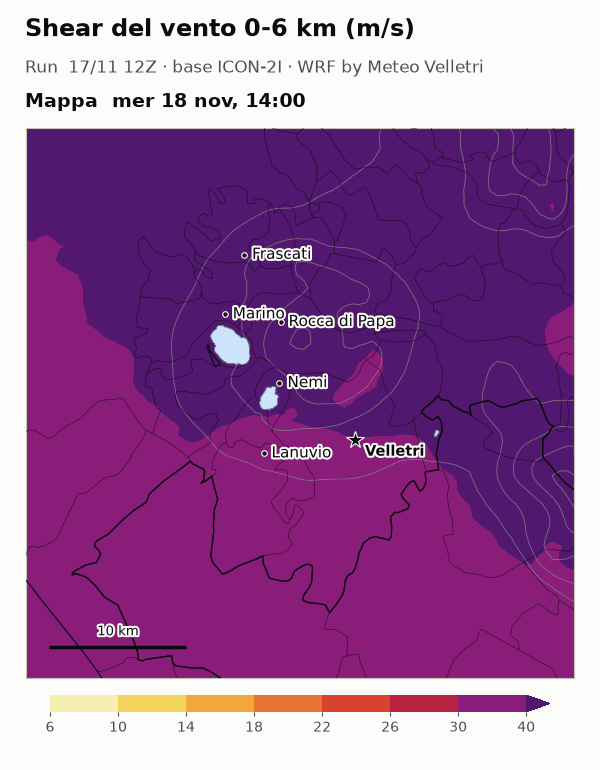 Shear del vento 0-6 km (m/s)
Run  17/11 12Z · base ICON-2I · WRF by Meteo Velletri
Mappa  mer 18 nov, 14:00
Frascati
Marino
Rocca di Papa
Nemi
Velletri
Lanuvio
10 km
6 10 14 18 22 26 30 40